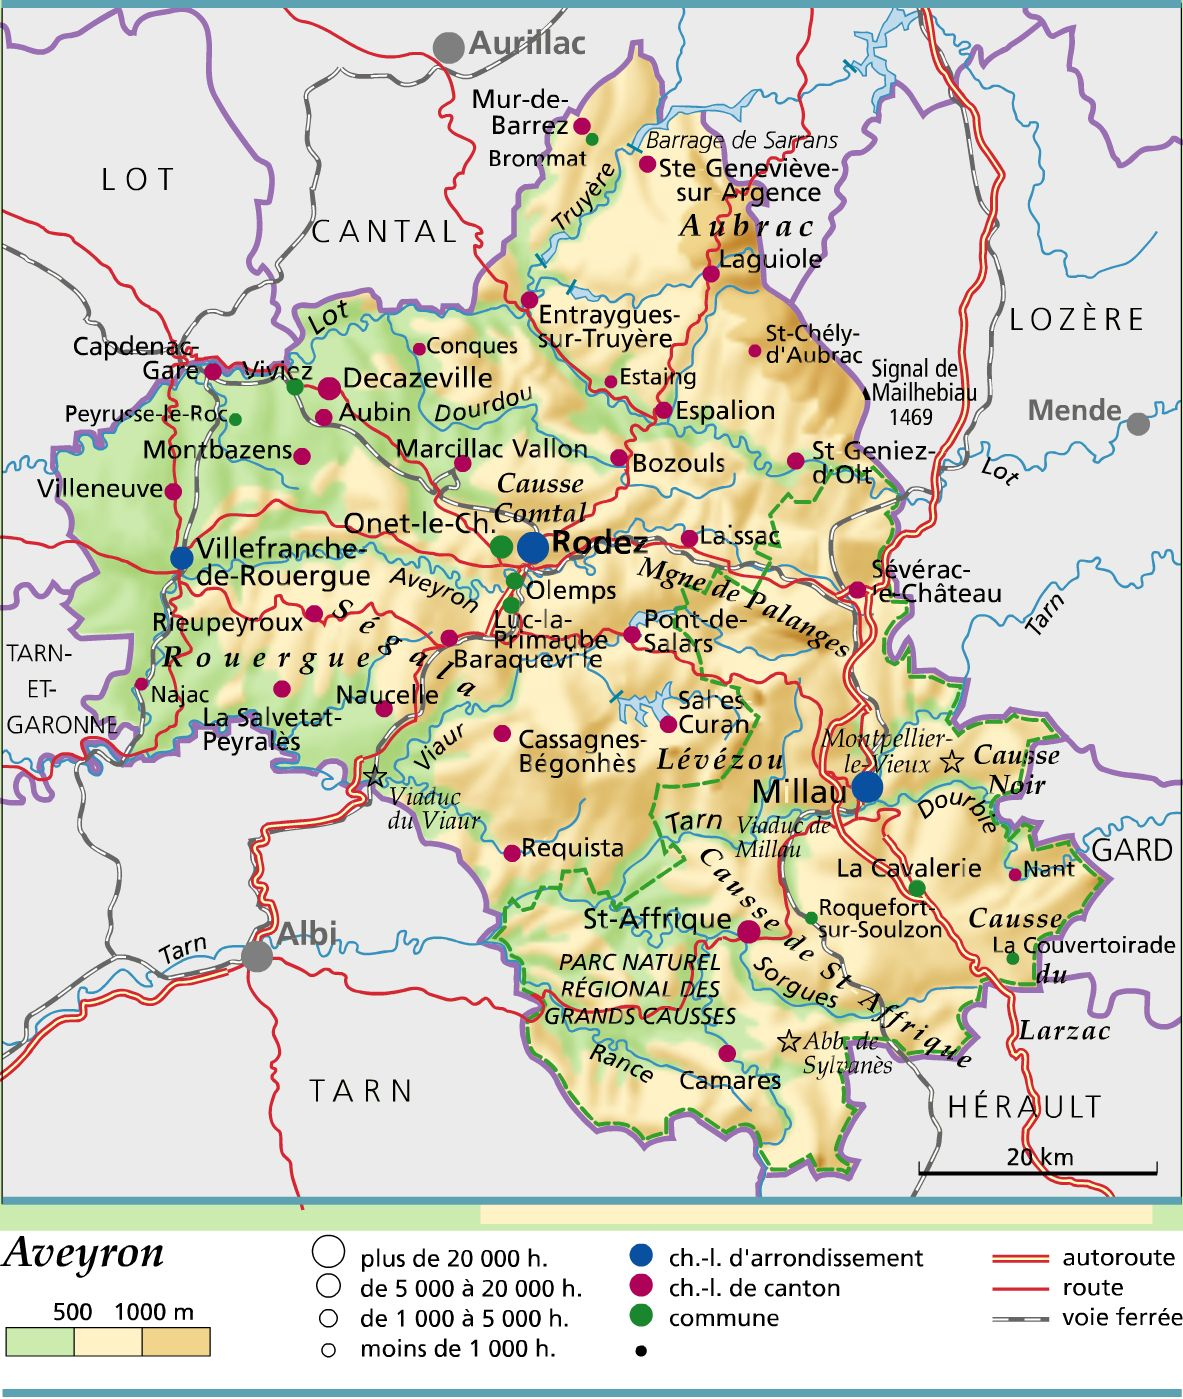 Aurillac
Mur-de-
Barrez
Brommat
Barrage de Sarrans
Ste Geneviève-
sur Argence
Truyère
Aubrac
Laguiole
LOT
CANTAL
LOZÈRE
Lot
Entraygues-
sur-Truyère
Capdenac-
Gare
Viviez
Conques
St-Chély-
d'Aubrac
Signal de
Mailhebiau
1469
Mende
Decazeville
Estaing
Peyrusse-le-Roc
Aubin
Dourdou
Espalion
Montbazens
Marcillac Vallon
Bozouls
St Geniez-
d'Olt
Lot
Villeneuve
Causse
Comtal
Onet-le-Ch.
Rodez
Laissac
Villefranche-
de-Rouergue
Aveyron
Olemps
Mgne de Palanges
Sévérac-
le-Château
Tarn
Rieupeyroux
Ségala
Luc-la-
Primaube
Pont-de-
Salars
TARN-
ET-
GARONNE
Rouergue
Baraqueville
Najac
La Salvetat-
Peyralès
Naucelle
Salles
Curan
Viaur
Cassagnes-
Bégonhès
Lévézou
Montpellier-
le-Vieux
Causse
Noir
Viaduc
du Viaur
Millau
Dourbie
Tarn
Viaduc de
Millau
GARD
Requista
Causse de St Affrique
La Cavalerie
Nant
St-Affrique
Roquefort-
sur-Soulzon
Causse
La Couvertoirade
du
Larzac
Albi
Tarn
PARC NATUREL
RÉGIONAL DES
GRANDS CAUSSES
Sorgues
Abb. de
Sylvanès
Rance
Camares
TARN
HÉRAULT
20 km
Aveyron
500 1000 m
plus de 20 000 h.
de 5 000 à 20 000 h.
de 1 000 à 5 000 h.
moins de 1 000 h.
ch.-l. d'arrondissement
ch.-l. de canton
commune
autoroute
route
voie ferrée